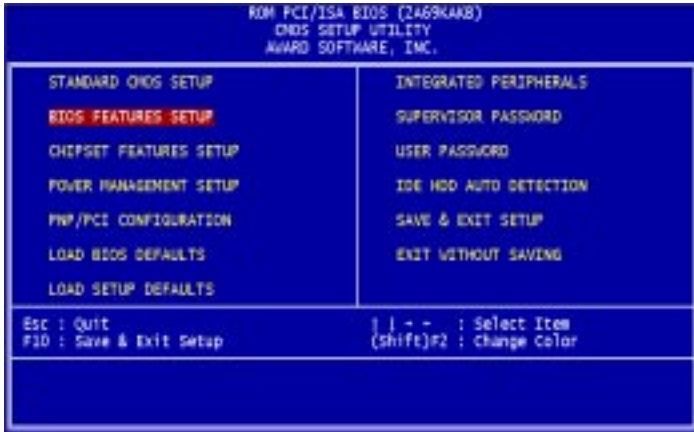 ROM PCI/ISA BIOS (2A69KAKB)
CMOS SETUP UTILITY
AWARD SOFTWARE, INC.
STANDARD CMOS SETUP
BIOS FEATURES SETUP
CHIPSET FEATURES SETUP
POWER MANAGEMENT SETUP
PNP/PCI CONFIGURATION
LOAD BIOS DEFAULTS
LOAD SETUP DEFAULTS
INTEGRATED PERIPHERALS
SUPERVISOR PASSWORD
USER PASSWORD
IDE HDD AUTO DETECTION
SAVE & EXIT SETUP
EXIT WITHOUT SAVING
Esc : Quit
F10 : Save & Exit Setup
: Select Item
(Shift)F2 : Change Color